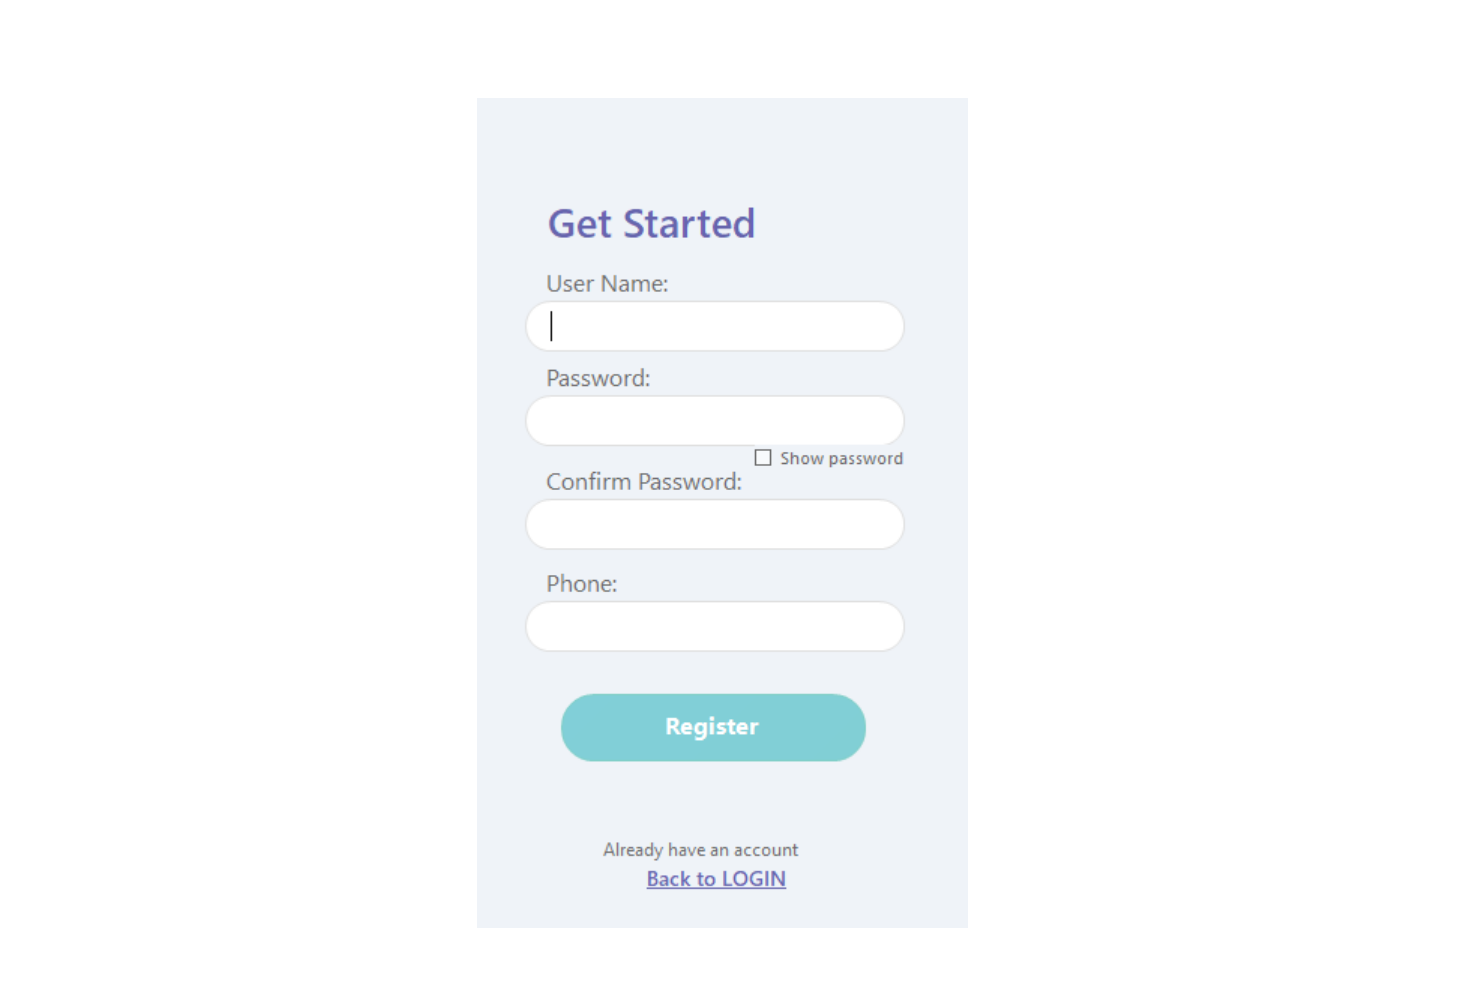 Get Started
User Name:
Password:
Show password
Confirm Password:
Phone:
Register
Already have an account
Back to LOGIN